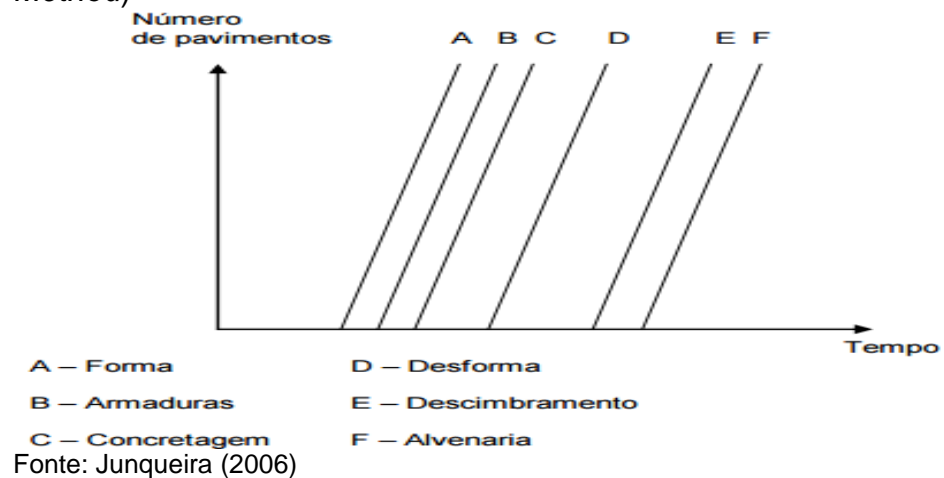 Número
de pavimentos
A B C D E F
Tempo
A – Forma D – Desforma
B – Armaduras E – Descimbramento
C – Concretagem F – Alvenaria
Fonte: Junqueira (2006)